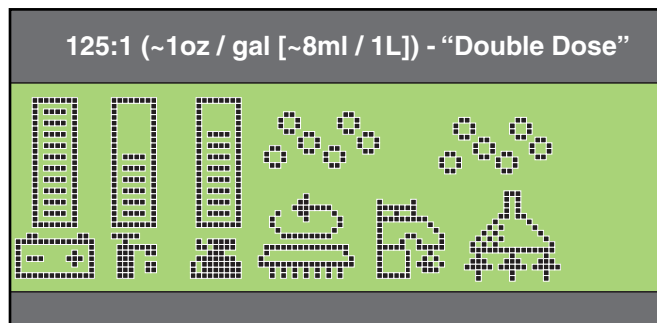 125:1 (~1oz / gal [~8ml / 1L]) - “Double Dose”